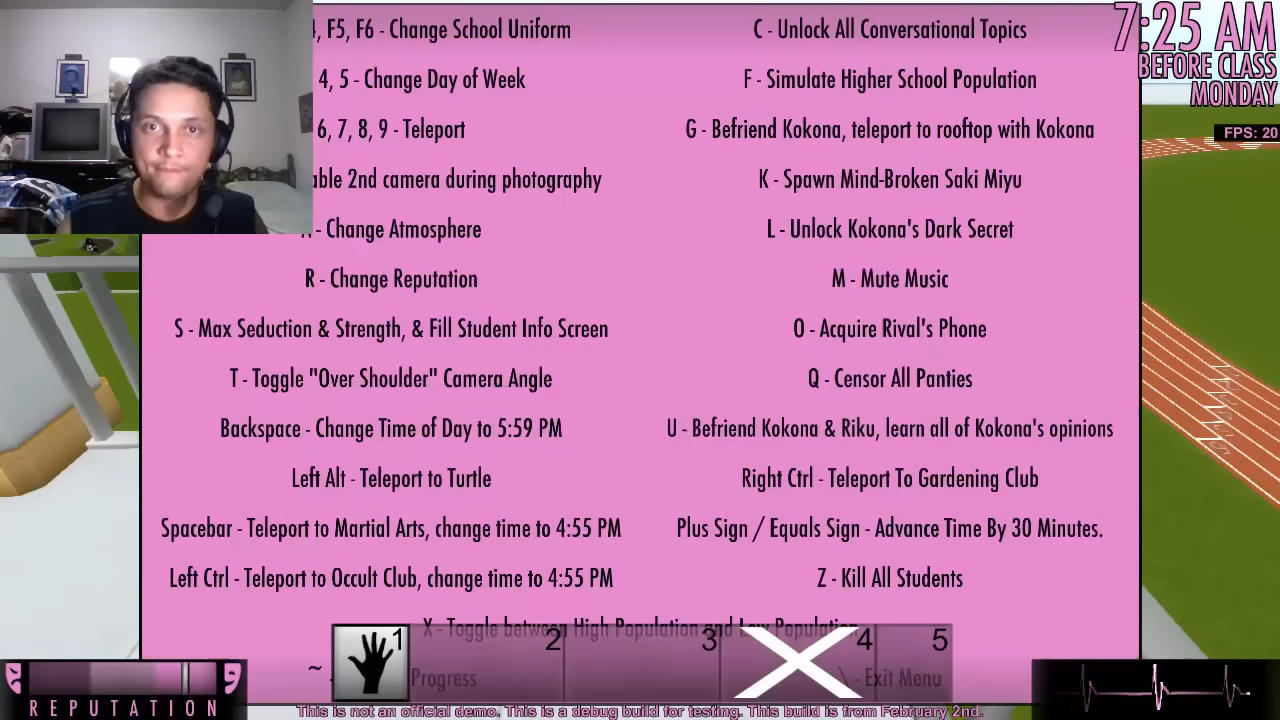 4, F5, F6 - Change School Uniform
4, 5 - Change Day of Week
6, 7, 8, 9 - Teleport
able 2nd camera during photography
A - Change Atmosphere
R - Change Reputation
S - Max Seduction & Strength, & Fill Student Info Screen
T - Toggle "Over Shoulder" Camera Angle
Backspace - Change Time of Day to 5:59 PM
Left Alt - Teleport to Turtle
Spacebar - Teleport to Martial Arts, change time to 4:55 PM
Left Ctrl - Teleport to Occult Club, change time to 4:55 PM
C - Unlock All Conversational Topics
F - Simulate Higher School Population
G - Befriend Kokona, teleport to rooftop with Kokona
K - Spawn Mind-Broken Saki Miyu
L - Unlock Kokona's Dark Secret
M - Mute Music
O - Acquire Rival's Phone
Q - Censor All Panties
U - Befriend Kokona & Riku, learn all of Kokona's opinions
Right Ctrl - Teleport To Gardening Club
Plus Sign / Equals Sign - Advance Time By 30 Minutes.
Z - Kill All Students
X - Toggle between High Population and Low Population
~ Progress
\ - Exit Menu
1 2 3 4 5
7:25 AM
BEFORE CLASS
MONDAY
FPS: 20
REPUTATION
This is not an official demo. This is a debug build for testing. This build is from February 2nd.